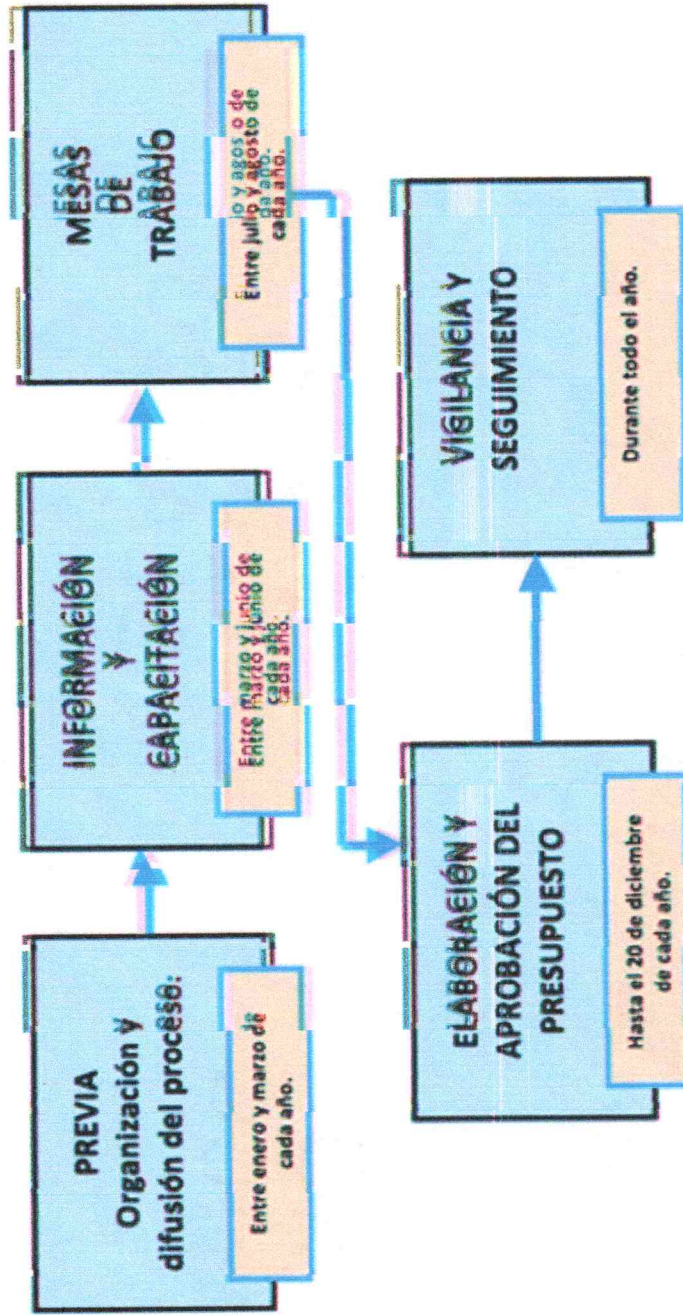 PREVIA
Organización y
difusión del proceso:
Entre enero y marzo de
cada año.
INFORMACIÓN
Y
CAPACITACIÓN
Entre marzo y junio de
cada año.
MESAS
DE
TRABAJO
Entre julio y agosto de
cada año.
ELABORACIÓN Y
APROBACIÓN DEL
PRESUPUESTO
Hasta el 20 de diciembre
de cada año.
VIGILANCIA Y
SEGUIMIENTO
Durante todo el año.